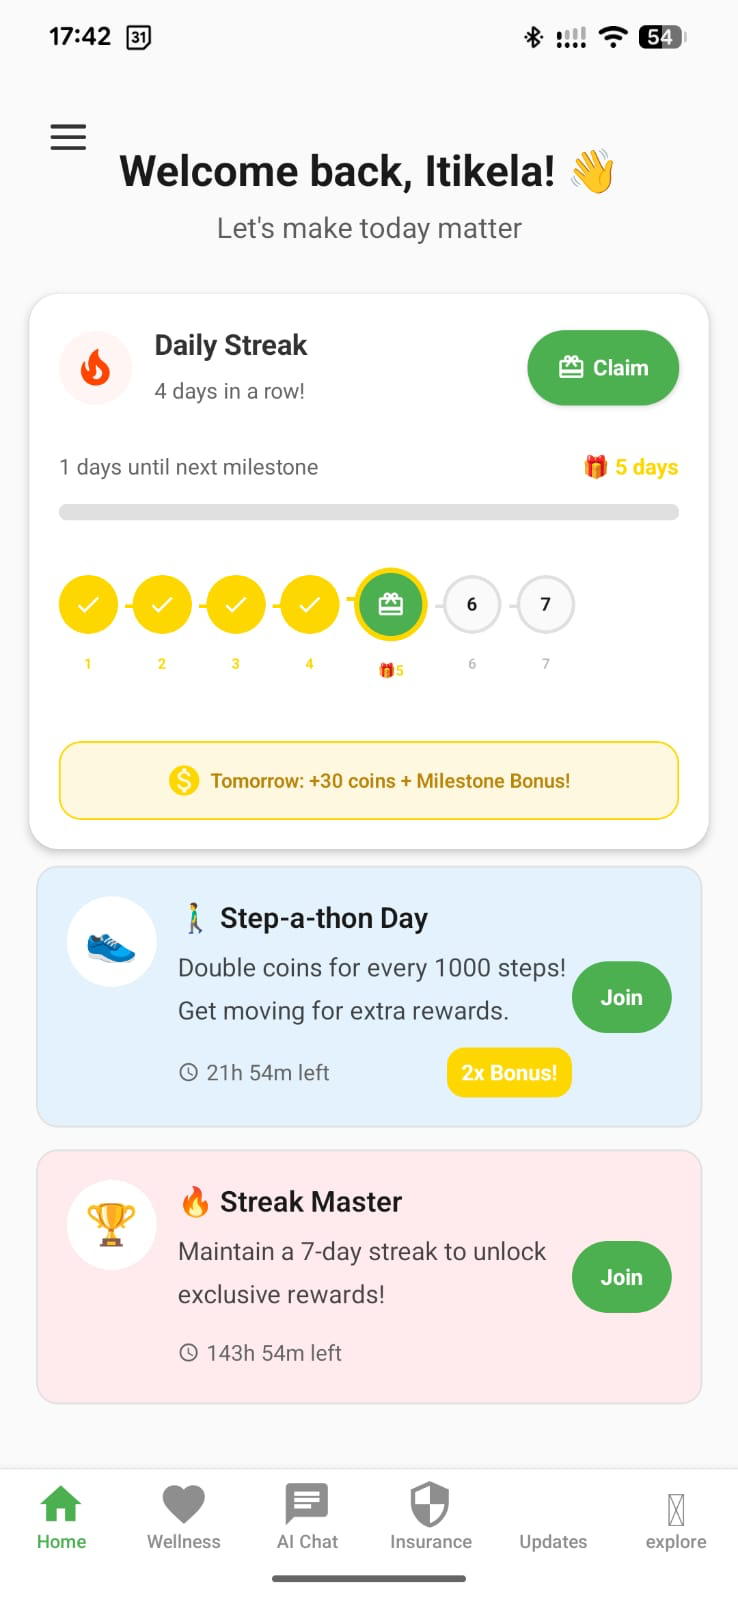 17:42 31 54
Welcome back, Itikela! 👋
Let's make today matter
Daily Streak
4 days in a row!
Claim
1 days until next milestone
🎁 5 days
6 7
1 2 3 4 🎁5 6 7
Tomorrow: +30 coins + Milestone Bonus!
🚶‍♂️ Step-a-thon Day
Double coins for every 1000 steps!
Get moving for extra rewards.
Join
21h 54m left
2x Bonus!
🔥 Streak Master
Maintain a 7-day streak to unlock
exclusive rewards!
Join
143h 54m left
Home Wellness AI Chat Insurance Updates explore